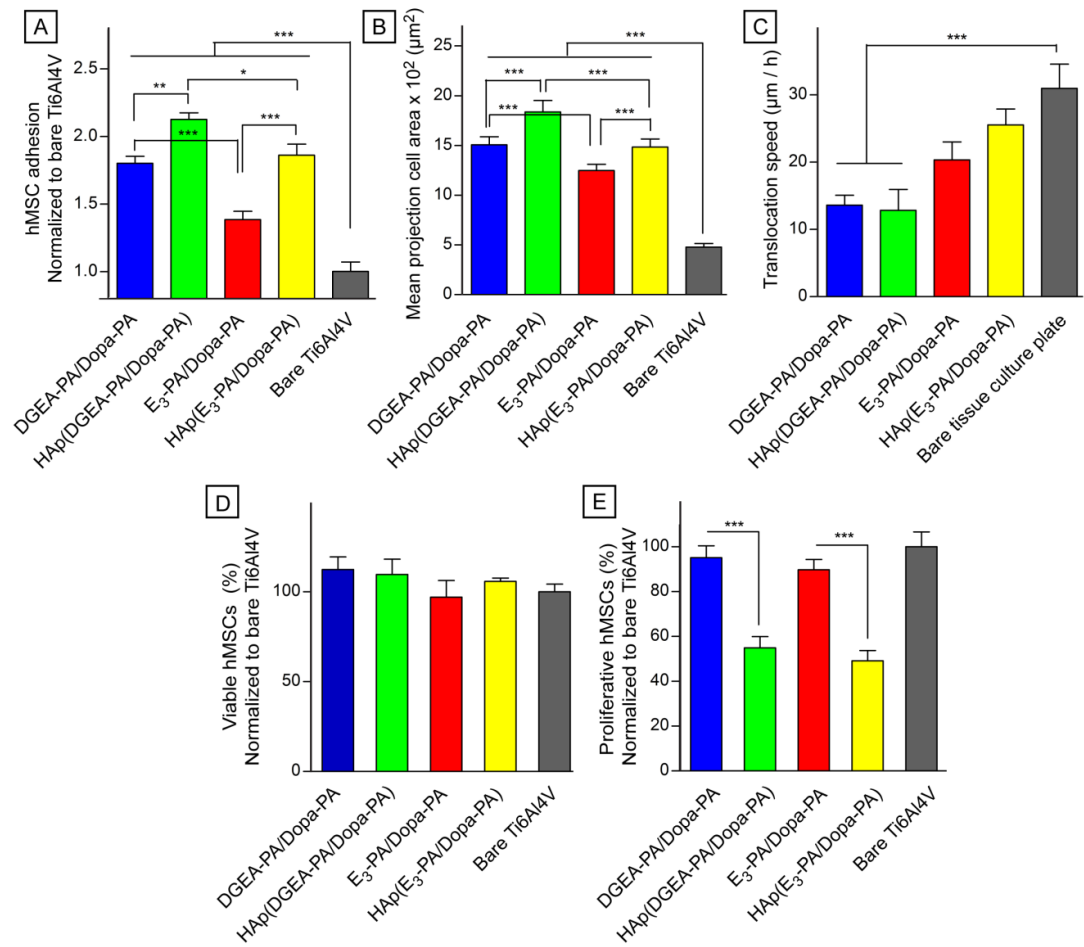 A
hMSC adhesion
Normalized to bare Ti6Al4V
2.5
2.0
1.5
1.0
***
**
*
***
***
DGEA-PA/Dopa-PA
HAp(DGEA-PA/Dopa-PA)
E3-PA/Dopa-PA
HAp(E3-PA/Dopa-PA)
Bare Ti6Al4V
B
Mean projection cell area x 10² (μm²)
25
20
15
10
5
0
***
***
***
***
***
DGEA-PA/Dopa-PA
HAp(DGEA-PA/Dopa-PA)
E3-PA/Dopa-PA
HAp(E3-PA/Dopa-PA)
Bare Ti6Al4V
C
Translocation speed (μm / h)
30
20
10
0
***
DGEA-PA/Dopa-PA
HAp(DGEA-PA/Dopa-PA)
E3-PA/Dopa-PA
HAp(E3-PA/Dopa-PA)
Bare tissue culture plate
D
Viable hMSCs (%)
Normalized to bare Ti6Al4V
100
50
0
DGEA-PA/Dopa-PA
HAp(DGEA-PA/Dopa-PA)
E3-PA/Dopa-PA
HAp(E3-PA/Dopa-PA)
Bare Ti6Al4V
E
Proliferative hMSCs (%)
Normalized to bare Ti6Al4V
100
80
60
40
20
0
***
***
DGEA-PA/Dopa-PA
HAp(DGEA-PA/Dopa-PA)
E3-PA/Dopa-PA
HAp(E3-PA/Dopa-PA)
Bare Ti6Al4V